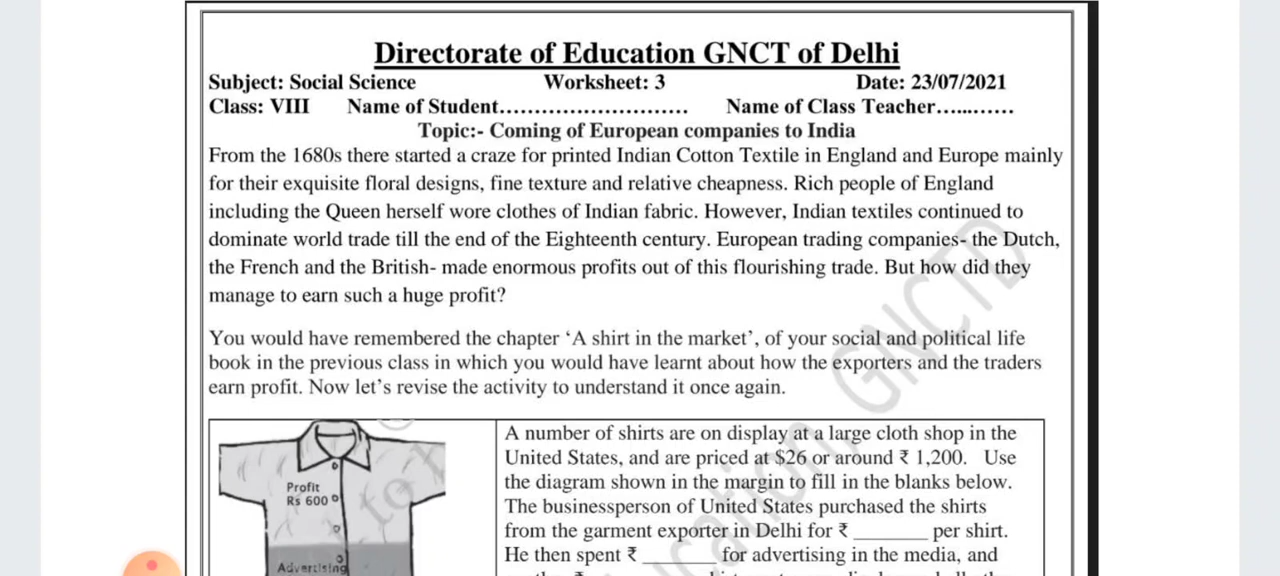 Directorate of Education GNCT of Delhi
Subject: Social Science Worksheet: 3 Date: 23/07/2021
Class: VIII Name of Student……………………… Name of Class Teacher…...……
Topic:- Coming of European companies to India
From the 1680s there started a craze for printed Indian Cotton Textile in England and Europe mainly
for their exquisite floral designs, fine texture and relative cheapness. Rich people of England
including the Queen herself wore clothes of Indian fabric. However, Indian textiles continued to
dominate world trade till the end of the Eighteenth century. European trading companies- the Dutch,
the French and the British- made enormous profits out of this flourishing trade. But how did they
manage to earn such a huge profit?
You would have remembered the chapter ‘A shirt in the market’, of your social and political life
book in the previous class in which you would have learnt about how the exporters and the traders
earn profit. Now let’s revise the activity to understand it once again.
Profit
Rs 600
Advertising
A number of shirts are on display at a large cloth shop in the
United States, and are priced at $26 or around ₹ 1,200. Use
the diagram shown in the margin to fill in the blanks below.
The businessperson of United States purchased the shirts
from the garment exporter in Delhi for ₹ _______ per shirt.
He then spent ₹ _______ for advertising in the media, and
GNCTD